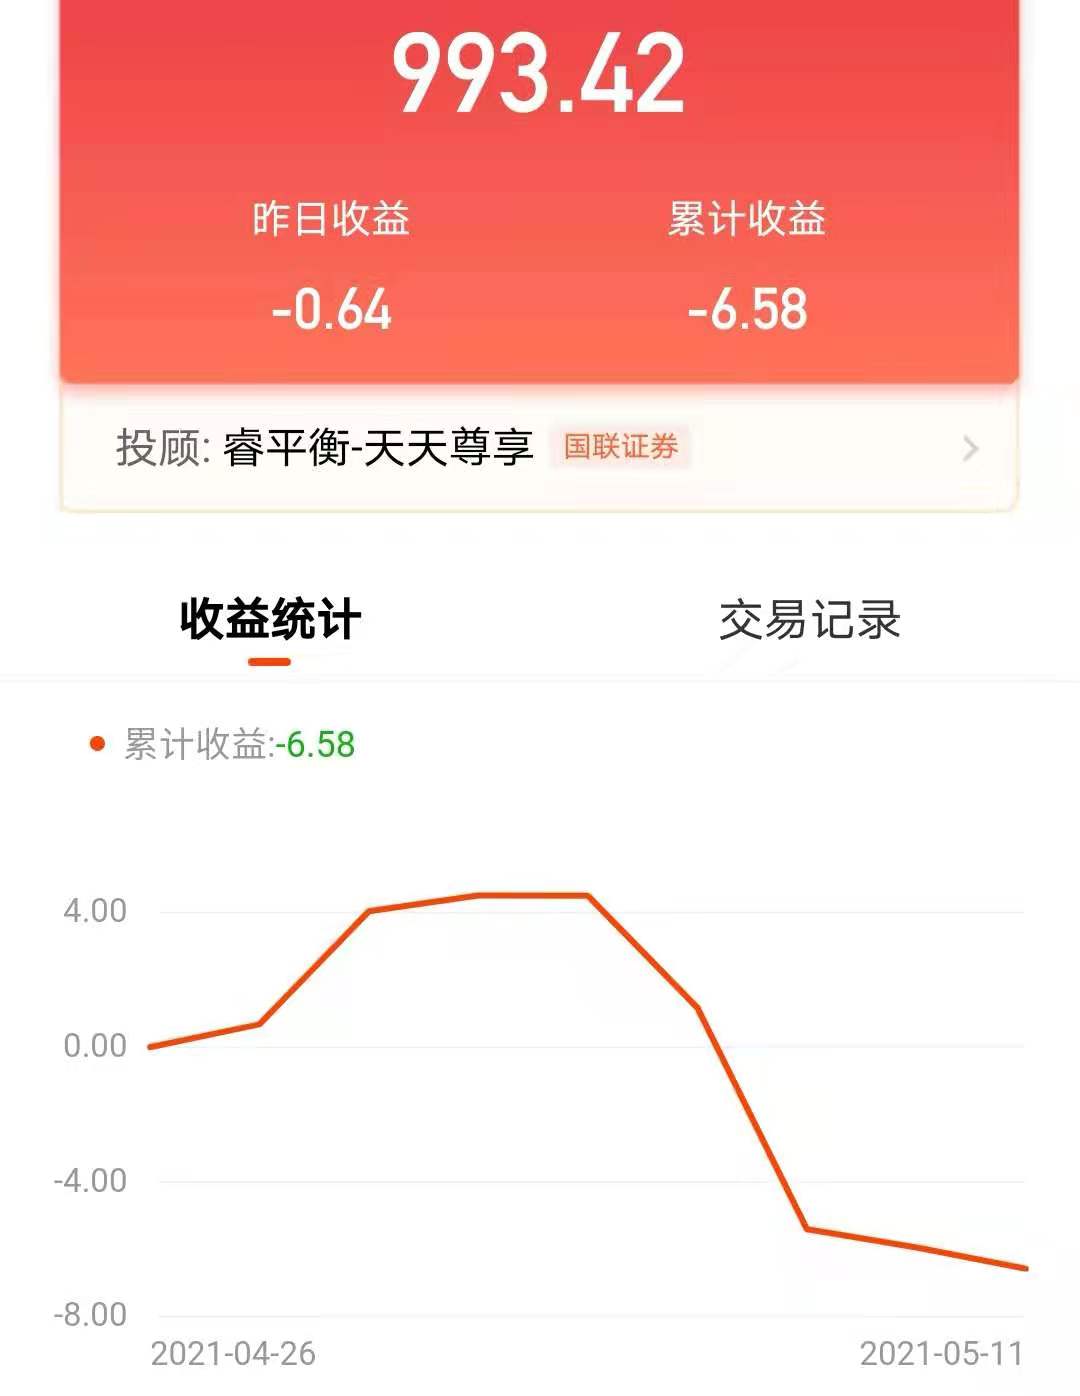 993.42
昨日收益 累计收益
-0.64 -6.58
投顾: 睿平衡-天天尊享 国联证券
收益统计 交易记录
累计收益:-6.58
4.00
0.00
-4.00
-8.00
2021-04-26 2021-05-11